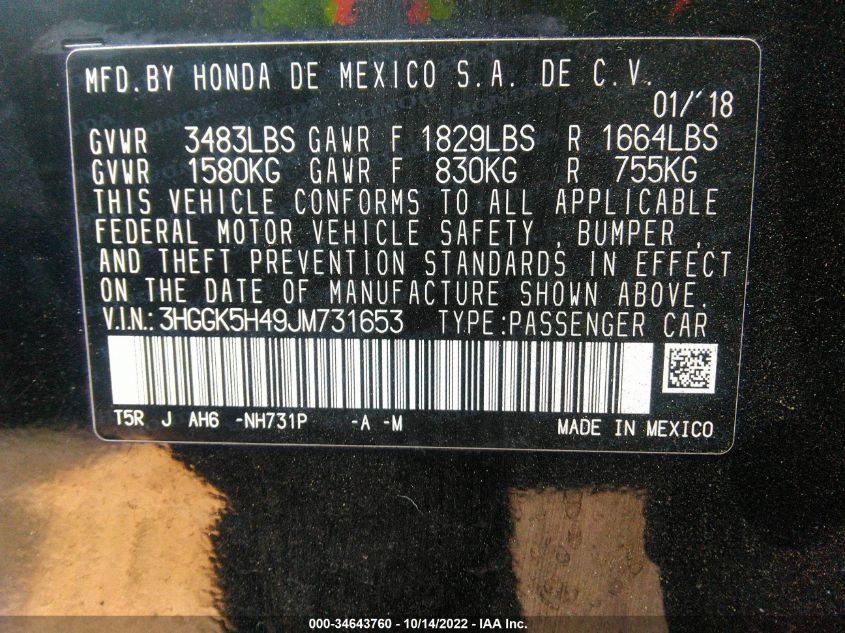 MFD.BY HONDA DE MEXICO S.A. DE C.V.
01/'18
GVWR 3483LBS GAWR F 1829LBS R 1664LBS
GVWR 1580KG GAWR F 830KG R 755KG
THIS VEHICLE CONFORMS TO ALL APPLICABLE
FEDERAL MOTOR VEHICLE SAFETY , BUMPER ,
AND THEFT PREVENTION STANDARDS IN EFFECT
ON THE DATE OF MANUFACTURE SHOWN ABOVE.
V.I.N.: 3HGGK5H49JM731653 TYPE:PASSENGER CAR
T5R J AH6 -NH731P -A -M MADE IN MEXICO
000-34643760 - 10/14/2022 - IAA Inc.